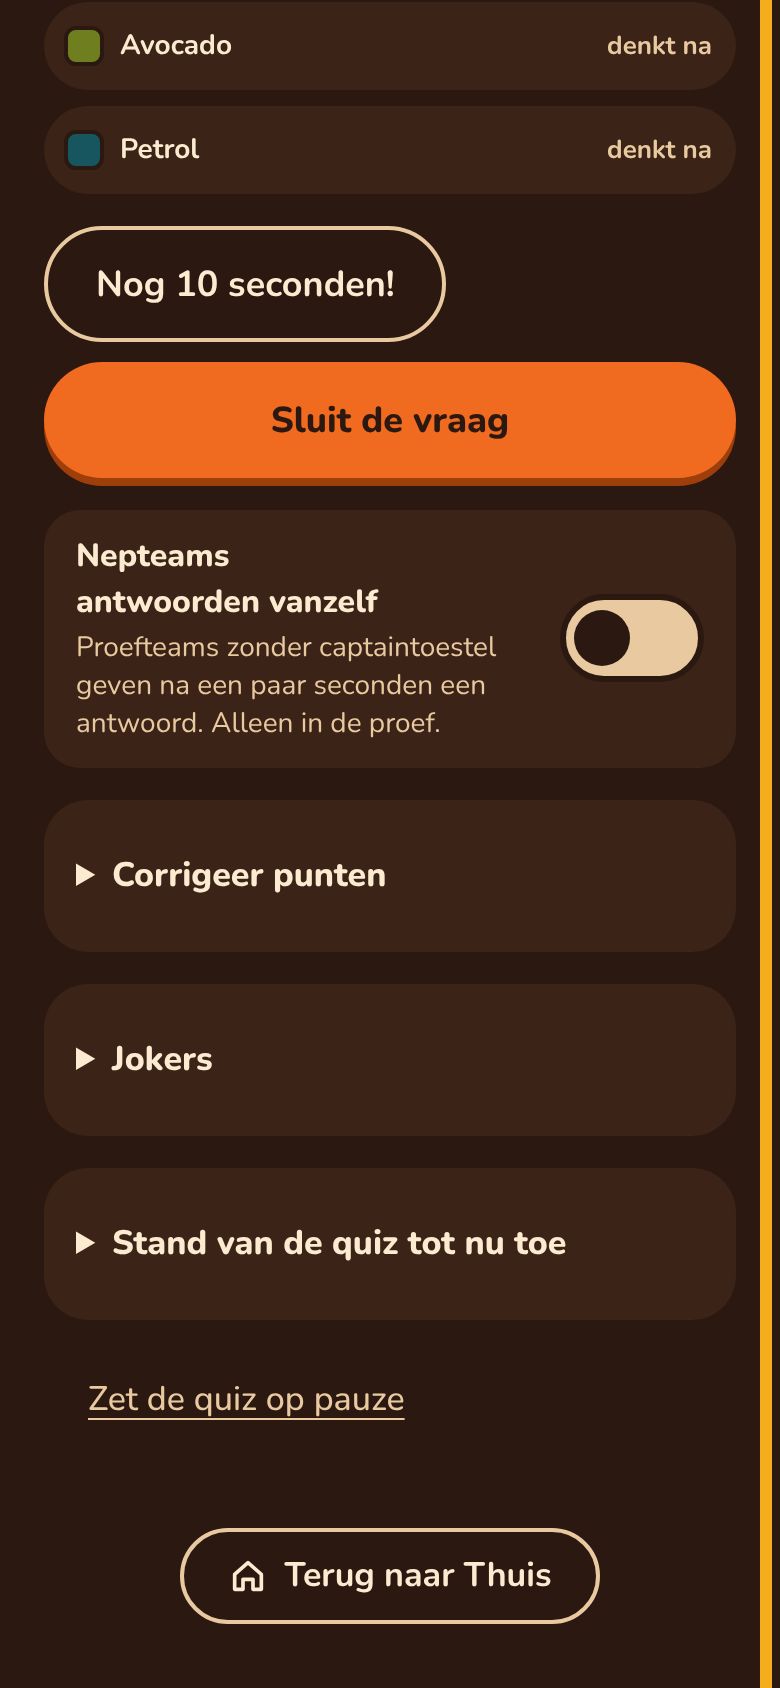 Avocado denkt na
Petrol denkt na
Nog 10 seconden!
Sluit de vraag
Nepteams
antwoorden vanzelf
Proefteams zonder captaintoestel
geven na een paar seconden een
antwoord. Alleen in de proef.
Corrigeer punten
Jokers
Stand van de quiz tot nu toe
Zet de quiz op pauze
Terug naar Thuis